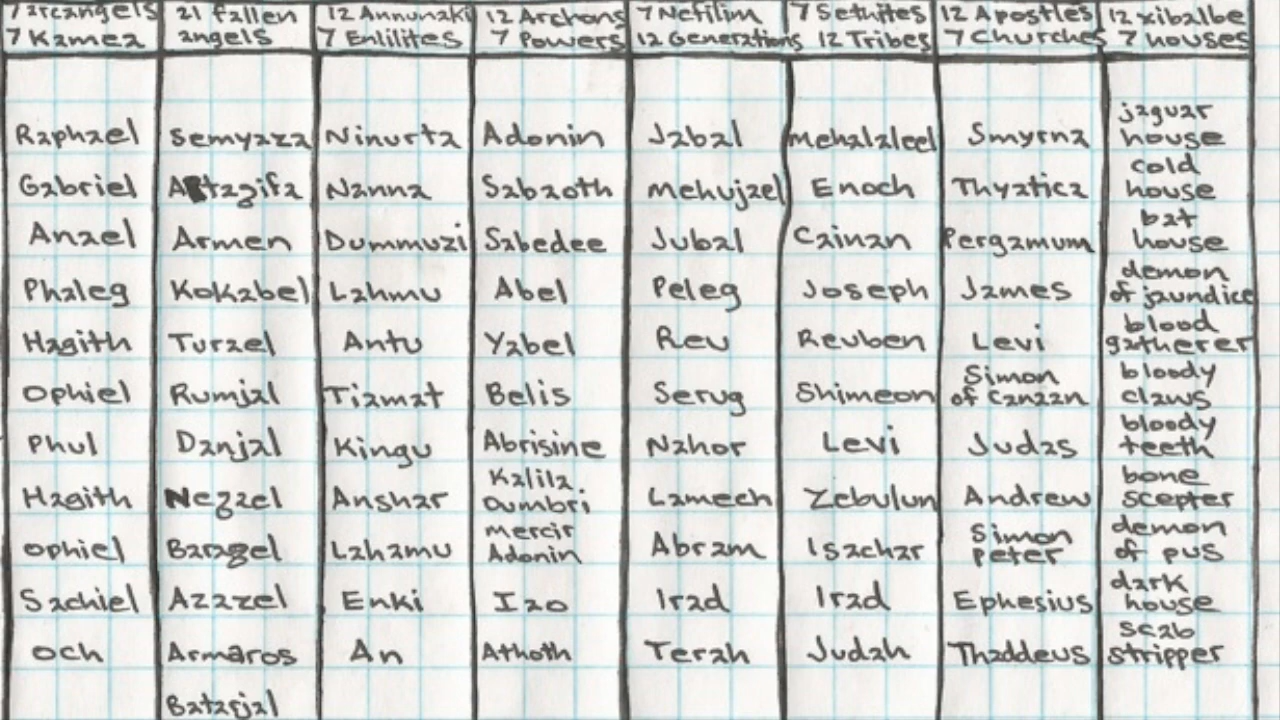 7 arcangels 21 fallen 12 Annunaki 12 Archons 7 Nefilim 7 Sethites 12 Apostles 12 xibalbe
7 Kamea angels 7 Enlilites 7 Powers 12 Generations 12 Tribes 7 Churches 7 houses
Raphael Semyaza Ninurta Adonin Jabal Mehalaleel Smyrna jaguar house
Gabriel Nanna Sabaoth Mehujael Enoch Thyatica cold house
Anael Armen Dummuzi Sabedee Jubal Cainan Pergamum bat house
Phaleg Kokabel Lahmu Abel Peleg Joseph James demon of jaundice
Hagith Turael Antu Yabel Reu Reuben Levi blood gatherer
Ophiel Rumjal Tiamat Belis Serug Shimeon Simon of Canaan bloody claws
Phul Danjal Kingu Abrisine Nahor Levi Judas bloody teeth
Hagith Neqael Anshar Kalila Oumbri Lamech Zebulun Andrew bone scepter
Ophiel Baraqel Lahamu mercir Adonin Abram Isachar Simon peter demon of pus
Sachiel Azazel Enki Iao Irad Irad Ephesius dark house
Och Armaros An Athoth Terah Judah Thaddeus scab stripper
Batarjal